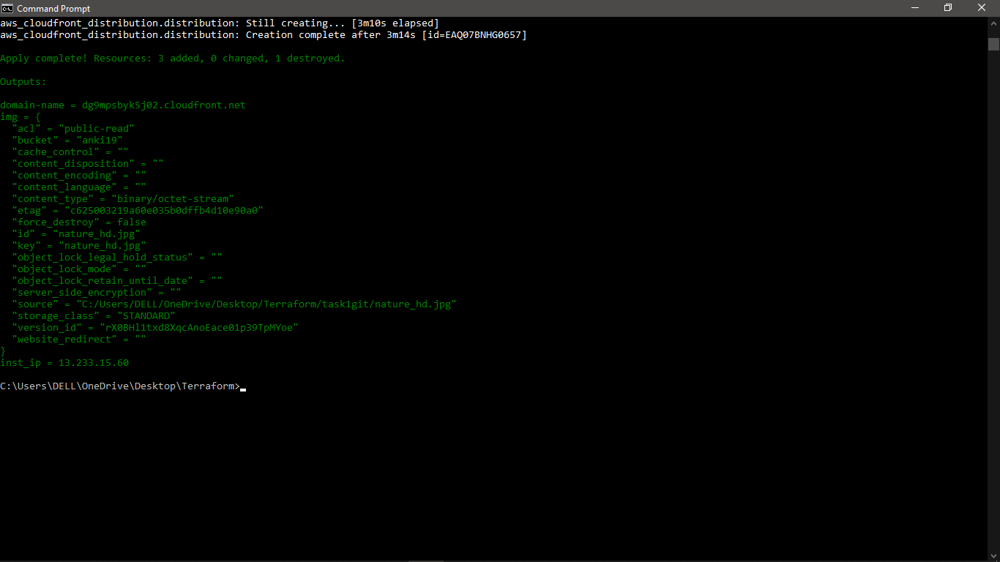 Command Prompt
aws_cloudfront_distribution.distribution: Still creating... [3m10s elapsed]
aws_cloudfront_distribution.distribution: Creation complete after 3m14s [id=EAQ07BNHG0657]
Apply complete! Resources: 3 added, 0 changed, 1 destroyed.
Outputs:
domain-name = dg9mpsbyk5j02.cloudfront.net
img = {
  "acl" = "public-read"
  "bucket" = "anki19"
  "cache_control" = ""
  "content_disposition" = ""
  "content_encoding" = ""
  "content_language" = ""
  "content_type" = "binary/octet-stream"
  "etag" = "c625003219a60e035b0dffb4d10e90a0"
  "force_destroy" = false
  "id" = "nature_hd.jpg"
  "key" = "nature_hd.jpg"
  "object_lock_legal_hold_status" = ""
  "object_lock_mode" = ""
  "object_lock_retain_until_date" = ""
  "server_side_encryption" = ""
  "source" = "C:/Users/DELL/OneDrive/Desktop/Terraform/task1git/nature_hd.jpg"
  "storage_class" = "STANDARD"
  "version_id" = "rX0BHl1txd8XqcAnoEace01p39TpMYoe"
  "website_redirect" = ""
}
inst_ip = 13.233.15.60
C:\Users\DELL\OneDrive\Desktop\Terraform>